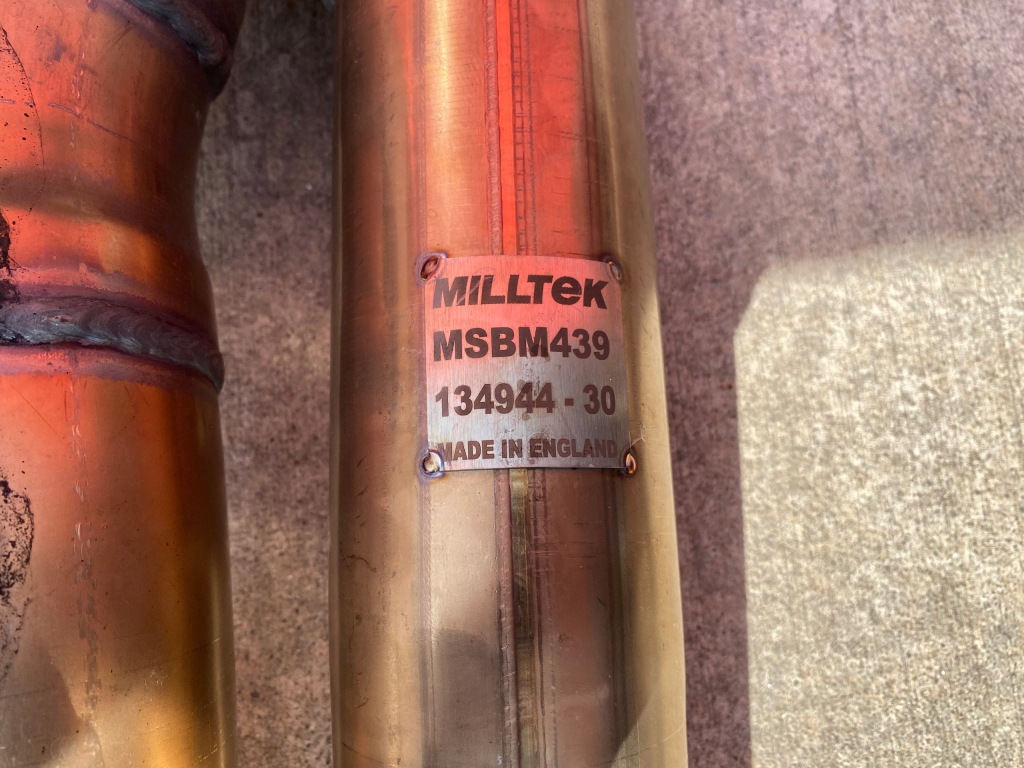 MILLTEK
MSBM439
134944 - 30
MADE IN ENGLAND